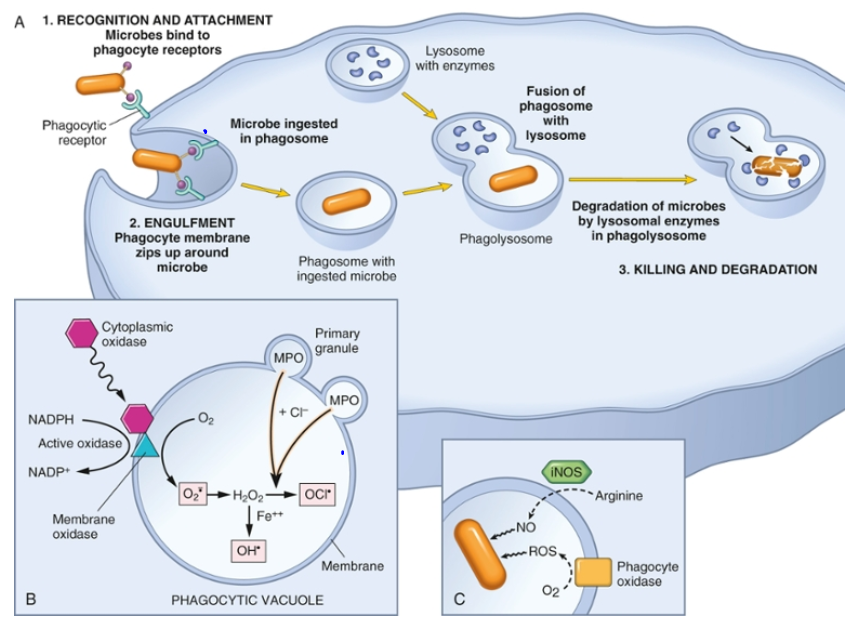 A
1. RECOGNITION AND ATTACHMENT
Microbes bind to
phagocyte receptors
Phagocytic
receptor
Microbe ingested
in phagosome
2. ENGULFMENT
Phagocyte membrane
zips up around
microbe
Lysosome
with enzymes
Phagosome with
ingested microbe
Fusion of
phagosome
with
lysosome
Phagolysosome
Degradation of microbes
by lysosomal enzymes
in phagolysosome
3. KILLING AND DEGRADATION
Cytoplasmic
oxidase
Primary
granule
MPO
MPO
+ Cl–
NADPH
Active oxidase
NADP+
O2
O2•̄
H2O2
OCl•
Fe++
OH•
Membrane
oxidase
Membrane
B
PHAGOCYTIC VACUOLE
iNOS
Arginine
NO
ROS
O2
Phagocyte
oxidase
C